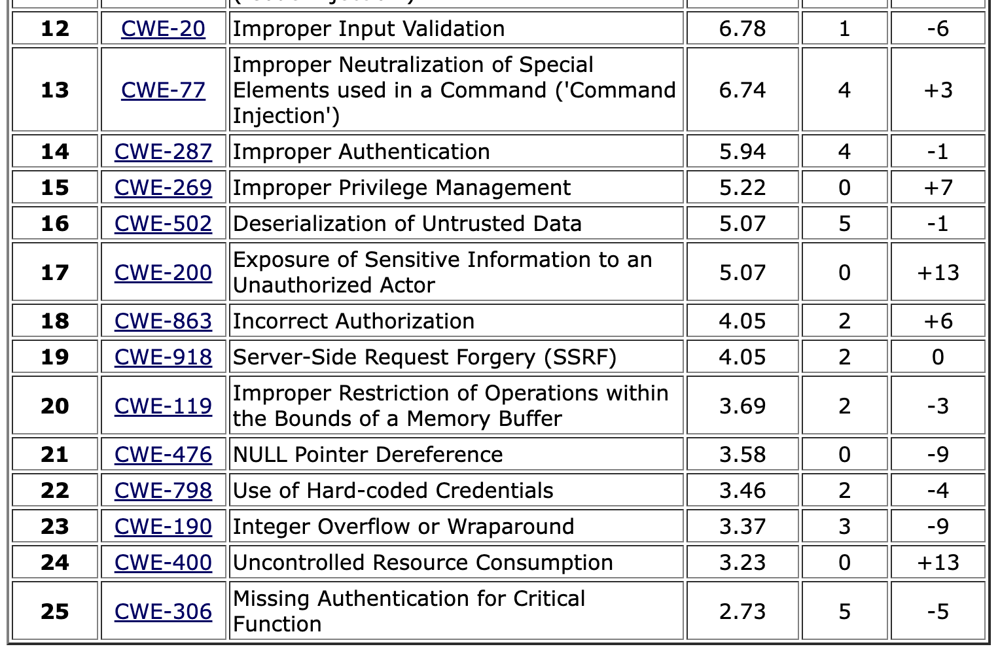 12 CWE-20 Improper Input Validation 6.78 1 -6
Improper Neutralization of Special
13 CWE-77 Elements used in a Command ('Command 6.74 4 +3
Injection')
14 CWE-287 Improper Authentication 5.94 4 -1
15 CWE-269 Improper Privilege Management 5.22 0 +7
16 CWE-502 Deserialization of Untrusted Data 5.07 5 -1
17 CWE-200 Exposure of Sensitive Information to an 5.07 0 +13
Unauthorized Actor
18 CWE-863 Incorrect Authorization 4.05 2 +6
19 CWE-918 Server-Side Request Forgery (SSRF) 4.05 2 0
20 CWE-119 Improper Restriction of Operations within 3.69 2 -3
the Bounds of a Memory Buffer
21 CWE-476 NULL Pointer Dereference 3.58 0 -9
22 CWE-798 Use of Hard-coded Credentials 3.46 2 -4
23 CWE-190 Integer Overflow or Wraparound 3.37 3 -9
24 CWE-400 Uncontrolled Resource Consumption 3.23 0 +13
25 CWE-306 Missing Authentication for Critical 2.73 5 -5
Function